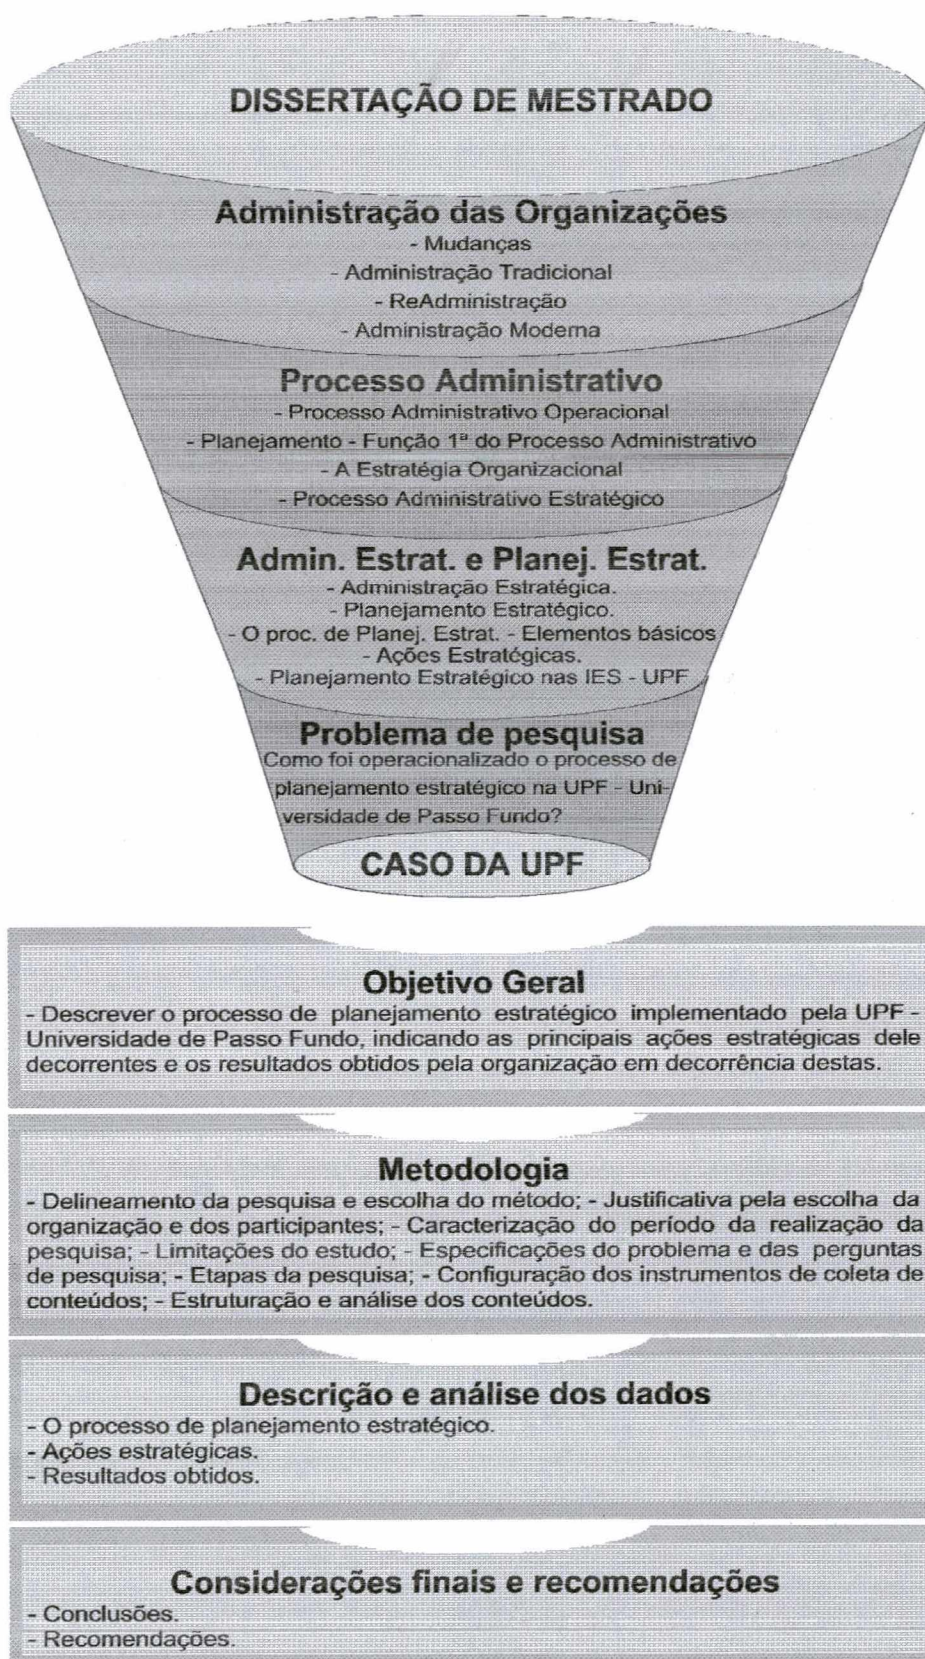 DISSERTAÇÃO DE MESTRADO
Administração das Organizações
- Mudanças
- Administração Tradicional
- ReAdministração
- Administração Moderna
Processo Administrativo
- Processo Administrativo Operacional
- Planejamento - Função 1ª do Processo Administrativo
- A Estratégia Organizacional
- Processo Administrativo Estratégico
Admin. Estrat. e Planej. Estrat.
- Administração Estratégica.
- Planejamento Estratégico.
- O proc. de Planej. Estrat. - Elementos básicos
- Ações Estratégicas.
- Planejamento Estratégico nas IES - UPF
Problema de pesquisa
Como foi operacionalizado o processo de
planejamento estratégico na UPF - Uni-
versidade de Passo Fundo?
CASO DA UPF
Objetivo Geral
- Descrever o processo de planejamento estratégico implementado pela UPF -
Universidade de Passo Fundo, indicando as principais ações estratégicas dele
decorrentes e os resultados obtidos pela organização em decorrência destas.
Metodologia
- Delineamento da pesquisa e escolha do método; - Justificativa pela escolha da
organização e dos participantes; - Caracterização do período da realização da
pesquisa; - Limitações do estudo; - Especificações do problema e das perguntas
de pesquisa; - Etapas da pesquisa; - Configuração dos instrumentos de coleta de
conteúdos; - Estruturação e análise dos conteúdos.
Descrição e análise dos dados
- O processo de planejamento estratégico.
- Ações estratégicas.
- Resultados obtidos.
Considerações finais e recomendações
- Conclusões.
- Recomendações.